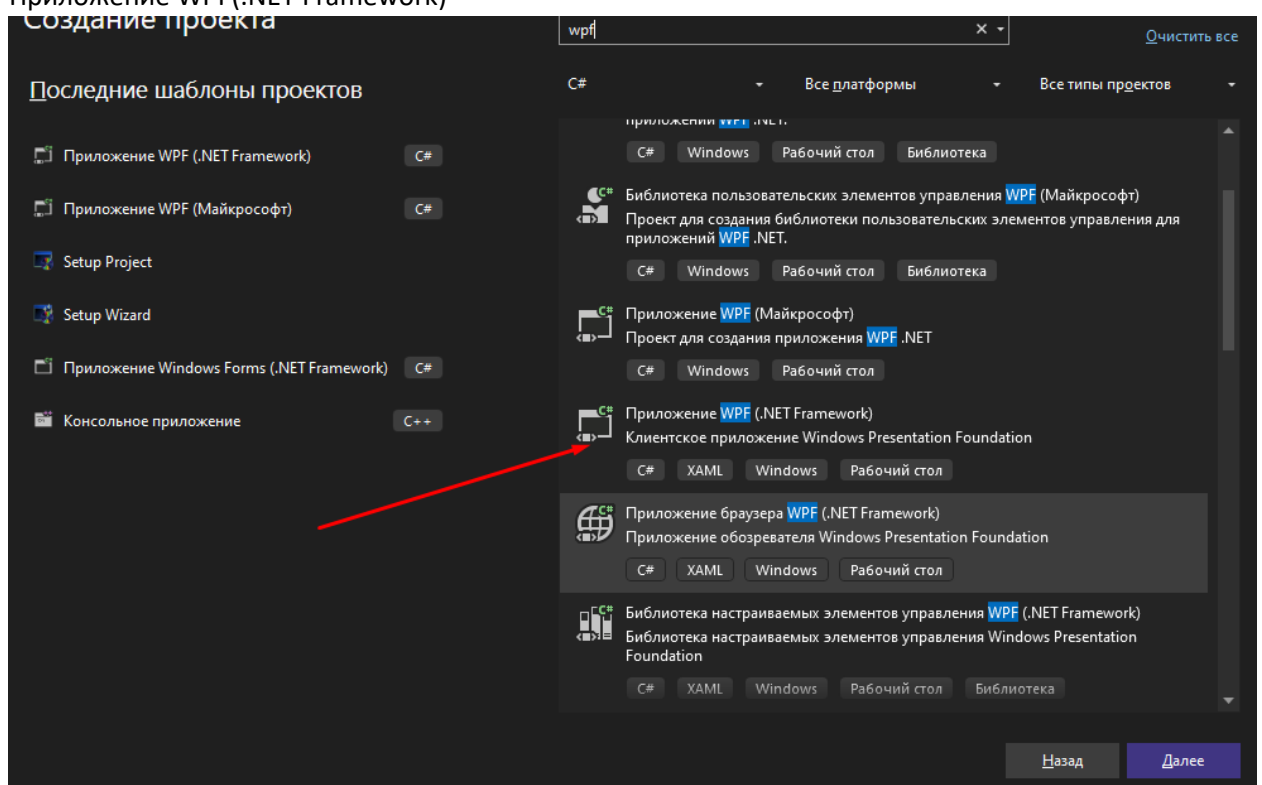 Приложение WPF (.NET Framework)
Создание проекта
wpf
Очистить все
Последние шаблоны проектов
C#
Все платформы
Все типы проектов
Приложение WPF (.NET Framework)
C#
Приложение WPF (Майкрософт)
C#
Setup Project
Setup Wizard
Приложение Windows Forms (.NET Framework)
C#
Консольное приложение
C++
приложений WPF .NET.
C# Windows Рабочий стол Библиотека
Библиотека пользовательских элементов управления WPF (Майкрософт)
Проект для создания библиотеки пользовательских элементов управления для
приложений WPF .NET.
C# Windows Рабочий стол Библиотека
Приложение WPF (Майкрософт)
Проект для создания приложения WPF .NET
C# Windows Рабочий стол
Приложение WPF (.NET Framework)
Клиентское приложение Windows Presentation Foundation
C# XAML Windows Рабочий стол
Приложение браузера WPF (.NET Framework)
Приложение обозревателя Windows Presentation Foundation
C# XAML Windows Рабочий стол
Библиотека настраиваемых элементов управления WPF (.NET Framework)
Библиотека настраиваемых элементов управления Windows Presentation
Foundation
C# XAML Windows Рабочий стол Библиотека
Назад
Далее